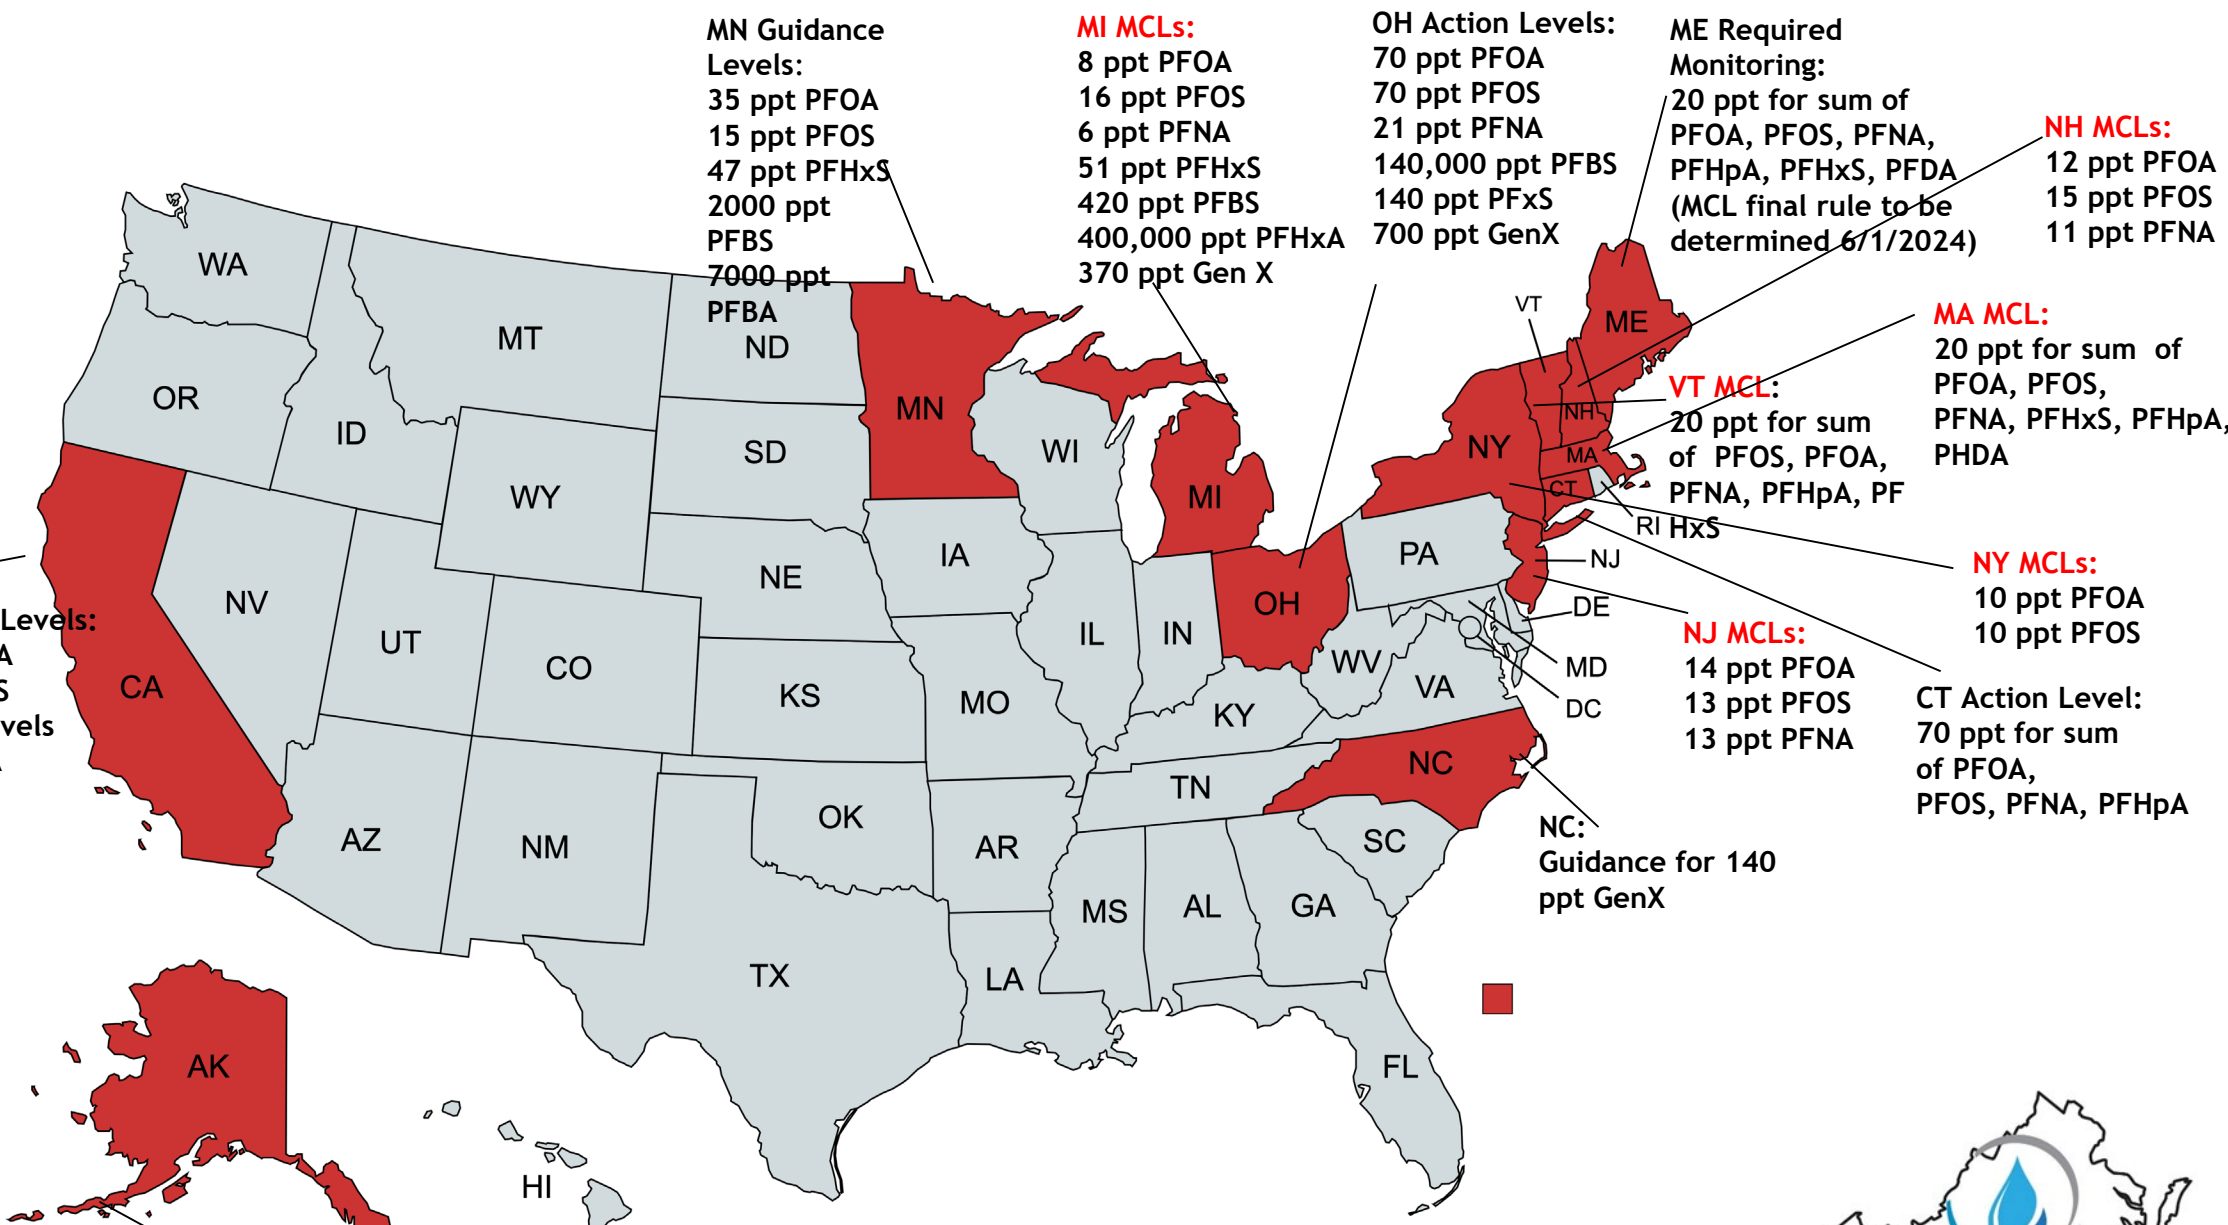 MN Guidance
Levels:
35 ppt PFOA
15 ppt PFOS
47 ppt PFHxS
2000 ppt
PFBS
7000 ppt
PFBA
MI MCLs:
8 ppt PFOA
16 ppt PFOS
6 ppt PFNA
51 ppt PFHxS
420 ppt PFBS
400,000 ppt PFHxA
370 ppt Gen X
OH Action Levels:
70 ppt PFOA
70 ppt PFOS
21 ppt PFNA
140,000 ppt PFBS
140 ppt PFxS
700 ppt GenX
ME Required
Monitoring:
20 ppt for sum of
PFOA, PFOS, PFNA,
PFHpA, PFHxS, PFDA
(MCL final rule to be
determined 6/1/2024)
NH MCLs:
12 ppt PFOA
15 ppt PFOS
11 ppt PFNA
MA MCL:
20 ppt for sum of
PFOA, PFOS,
PFNA, PFHxS, PFHpA,
PHDA
VT MCL:
20 ppt for sum
of PFOS, PFOA,
PFNA, PFHpA, PF
HxS
NY MCLs:
10 ppt PFOA
10 ppt PFOS
NJ MCLs:
14 ppt PFOA
13 ppt PFOS
13 ppt PFNA
CT Action Level:
70 ppt for sum
of PFOA,
PFOS, PFNA, PFHpA
NC:
Guidance for 140
ppt GenX
Levels:
A
S
vels
WA
OR
ID
MT
ND
SD
WY
NE
NV
UT
CO
KS
CA
AZ
NM
OK
TX
MN
WI
IA
IL
IN
MO
AR
LA
MS
AL
GA
FL
SC
NC
TN
KY
WV
VA
OH
MI
PA
NY
VT
NH
ME
MA
CT
RI
NJ
DE
MD
DC
AK
HI